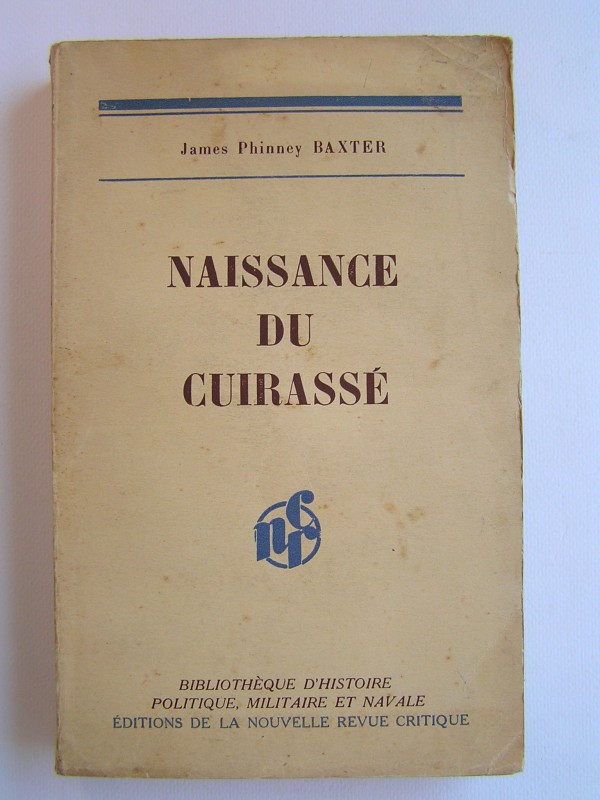 James Phinney BAXTER
NAISSANCE
DU
CUIRASSÉ
nrc
BIBLIOTHÈQUE D'HISTOIRE
POLITIQUE, MILITAIRE ET NAVALE
ÉDITIONS DE LA NOUVELLE REVUE CRITIQUE